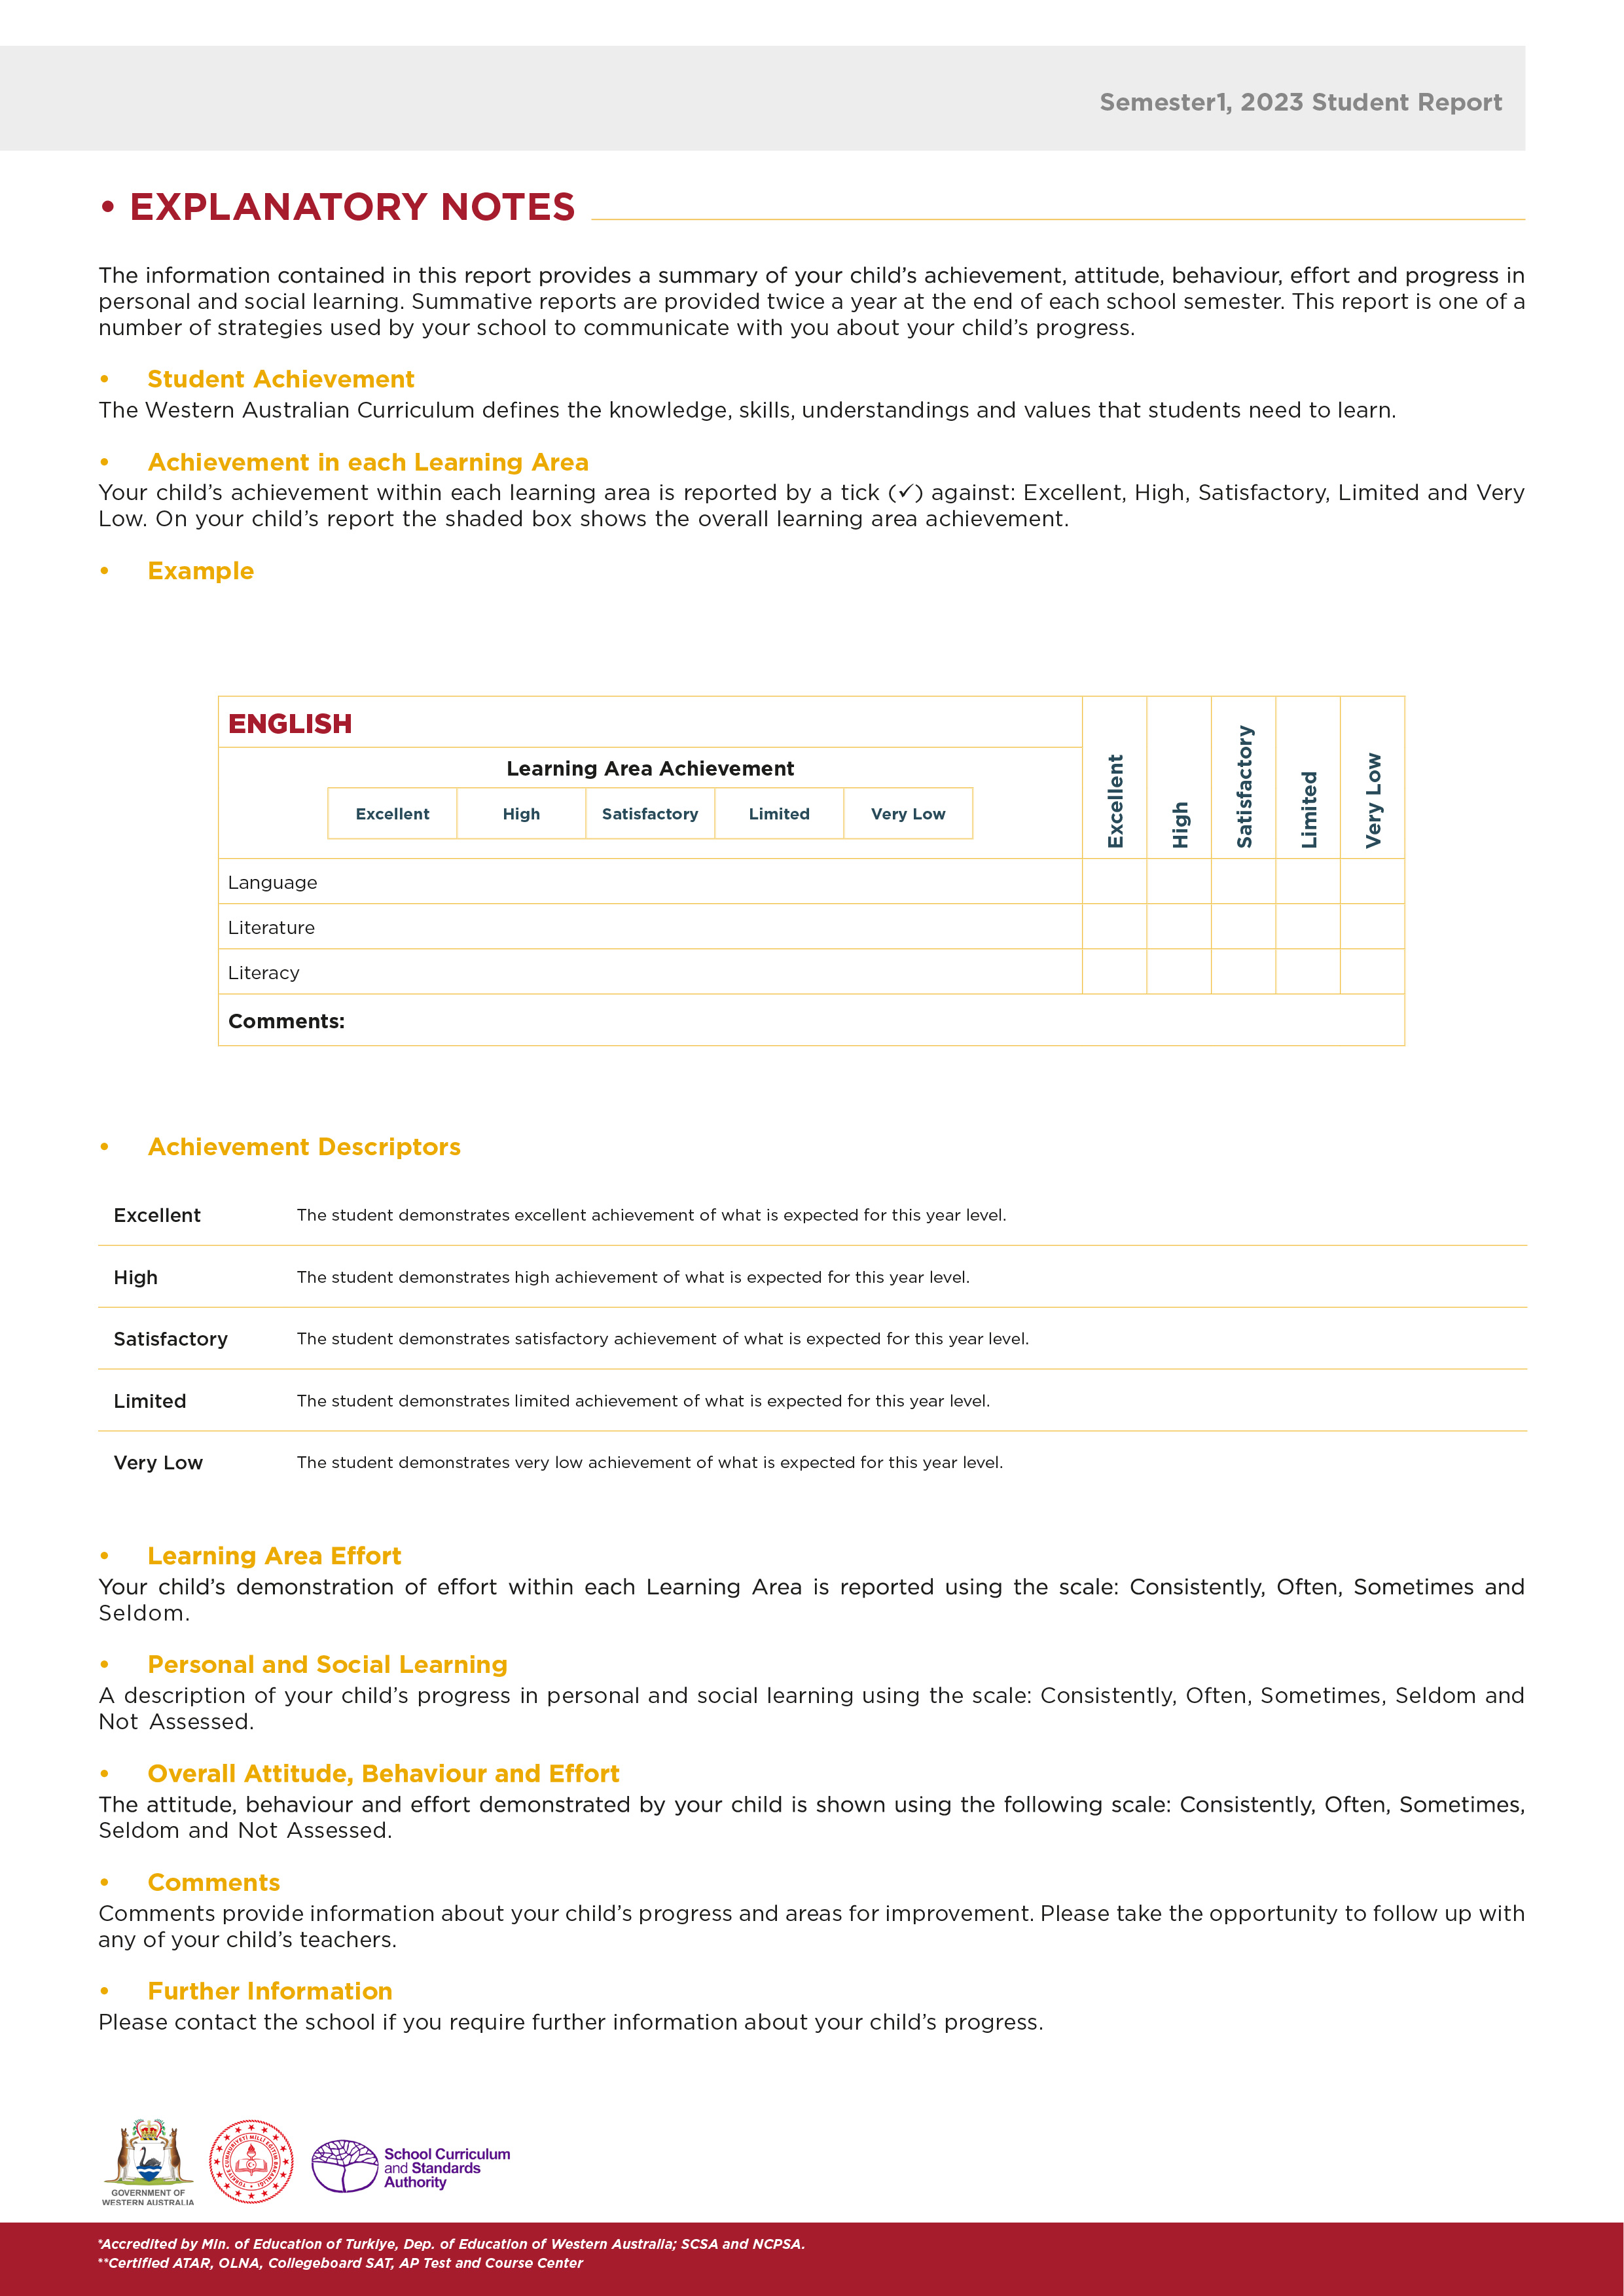 Semester1, 2023 Student Report
• EXPLANATORY NOTES
The information contained in this report provides a summary of your child’s achievement, attitude, behaviour, effort and progress in
personal and social learning. Summative reports are provided twice a year at the end of each school semester. This report is one of a
number of strategies used by your school to communicate with you about your child’s progress.
• Student Achievement
The Western Australian Curriculum defines the knowledge, skills, understandings and values that students need to learn.
• Achievement in each Learning Area
Your child’s achievement within each learning area is reported by a tick (✓) against: Excellent, High, Satisfactory, Limited and Very
Low. On your child’s report the shaded box shows the overall learning area achievement.
• Example
ENGLISH
Learning Area Achievement
Excellent High Satisfactory Limited Very Low
Excellent
High
Satisfactory
Limited
Very Low
Language
Literature
Literacy
Comments:
• Achievement Descriptors
Excellent The student demonstrates excellent achievement of what is expected for this year level.
High The student demonstrates high achievement of what is expected for this year level.
Satisfactory The student demonstrates satisfactory achievement of what is expected for this year level.
Limited The student demonstrates limited achievement of what is expected for this year level.
Very Low The student demonstrates very low achievement of what is expected for this year level.
• Learning Area Effort
Your child’s demonstration of effort within each Learning Area is reported using the scale: Consistently, Often, Sometimes and
Seldom.
• Personal and Social Learning
A description of your child’s progress in personal and social learning using the scale: Consistently, Often, Sometimes, Seldom and
Not Assessed.
• Overall Attitude, Behaviour and Effort
The attitude, behaviour and effort demonstrated by your child is shown using the following scale: Consistently, Often, Sometimes,
Seldom and Not Assessed.
• Comments
Comments provide information about your child’s progress and areas for improvement. Please take the opportunity to follow up with
any of your child’s teachers.
• Further Information
Please contact the school if you require further information about your child’s progress.
GOVERNMENT OF
WESTERN AUSTRALIA
TÜRKİYE CUMHURİYETİ MİLLİ EĞİTİM BAKANLIĞI
School Curriculum
and Standards
Authority
*Accredited by Min. of Education of Turkiye, Dep. of Education of Western Australia; SCSA and NCPSA.
**Certified ATAR, OLNA, Collegeboard SAT, AP Test and Course Center